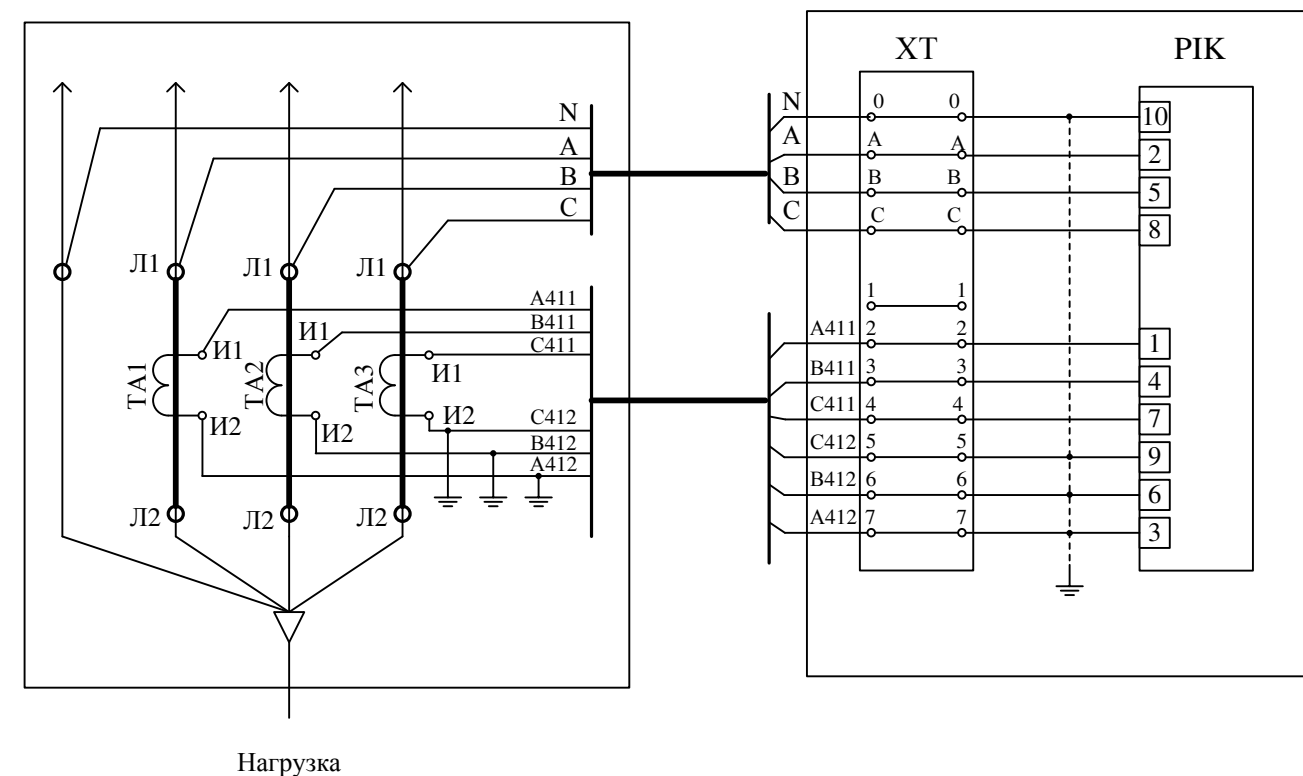 XT PIK
N
A
B
C
N 0 0 10
A A A 2
B B B 5
C C C 8
Л1 Л1 Л1
A411
B411
C411
1 1
A411 2 2 1
B411 3 3 4
C411 4 4 7
C412 5 5 9
B412 6 6 6
A412 7 7 3
И1 И1 И1
TA1 TA2 TA3
И2 И2 И2
C412
B412
A412
Л2 Л2 Л2
Нагрузка